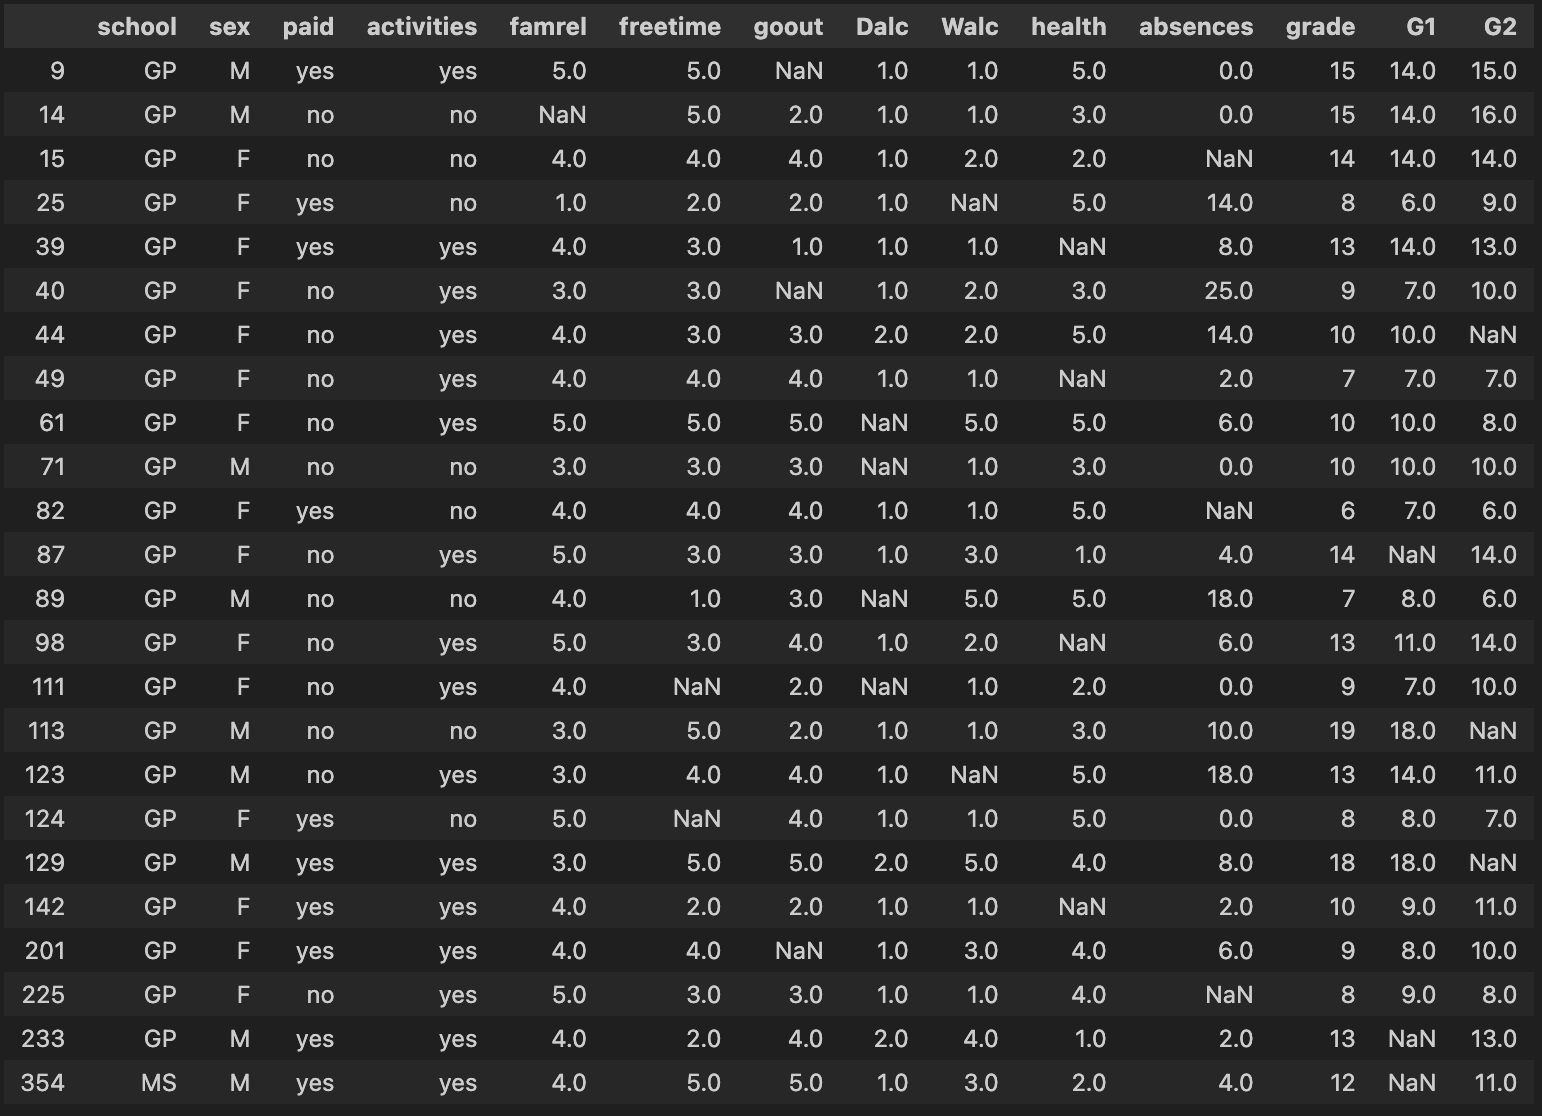 school sex paid activities famrel freetime goout Dalc Walc health absences grade G1 G2
9 GP M yes yes 5.0 5.0 NaN 1.0 1.0 5.0 0.0 15 14.0 15.0
14 GP M no no NaN 5.0 2.0 1.0 1.0 3.0 0.0 15 14.0 16.0
15 GP F no no 4.0 4.0 4.0 1.0 2.0 2.0 NaN 14 14.0 14.0
25 GP F yes no 1.0 2.0 2.0 1.0 NaN 5.0 14.0 8 6.0 9.0
39 GP F yes yes 4.0 3.0 1.0 1.0 1.0 NaN 8.0 13 14.0 13.0
40 GP F no yes 3.0 3.0 NaN 1.0 2.0 3.0 25.0 9 7.0 10.0
44 GP F no yes 4.0 3.0 3.0 2.0 2.0 5.0 14.0 10 10.0 NaN
49 GP F no yes 4.0 4.0 4.0 1.0 1.0 NaN 2.0 7 7.0 7.0
61 GP F no yes 5.0 5.0 5.0 NaN 5.0 5.0 6.0 10 10.0 8.0
71 GP M no no 3.0 3.0 3.0 NaN 1.0 3.0 0.0 10 10.0 10.0
82 GP F yes no 4.0 4.0 4.0 1.0 1.0 5.0 NaN 6 7.0 6.0
87 GP F no yes 5.0 3.0 3.0 1.0 3.0 1.0 4.0 14 NaN 14.0
89 GP M no no 4.0 1.0 3.0 NaN 5.0 5.0 18.0 7 8.0 6.0
98 GP F no yes 5.0 3.0 4.0 1.0 2.0 NaN 6.0 13 11.0 14.0
111 GP F no yes 4.0 NaN 2.0 NaN 1.0 2.0 0.0 9 7.0 10.0
113 GP M no no 3.0 5.0 2.0 1.0 1.0 3.0 10.0 19 18.0 NaN
123 GP M no yes 3.0 4.0 4.0 1.0 NaN 5.0 18.0 13 14.0 11.0
124 GP F yes no 5.0 NaN 4.0 1.0 1.0 5.0 0.0 8 8.0 7.0
129 GP M yes yes 3.0 5.0 5.0 2.0 5.0 4.0 8.0 18 18.0 NaN
142 GP F yes yes 4.0 2.0 2.0 1.0 1.0 NaN 2.0 10 9.0 11.0
201 GP F yes yes 4.0 4.0 NaN 1.0 3.0 4.0 6.0 9 8.0 10.0
225 GP F no yes 5.0 3.0 3.0 1.0 1.0 4.0 NaN 8 9.0 8.0
233 GP M yes yes 4.0 2.0 4.0 2.0 4.0 1.0 2.0 13 NaN 13.0
354 MS M yes yes 4.0 5.0 5.0 1.0 3.0 2.0 4.0 12 NaN 11.0